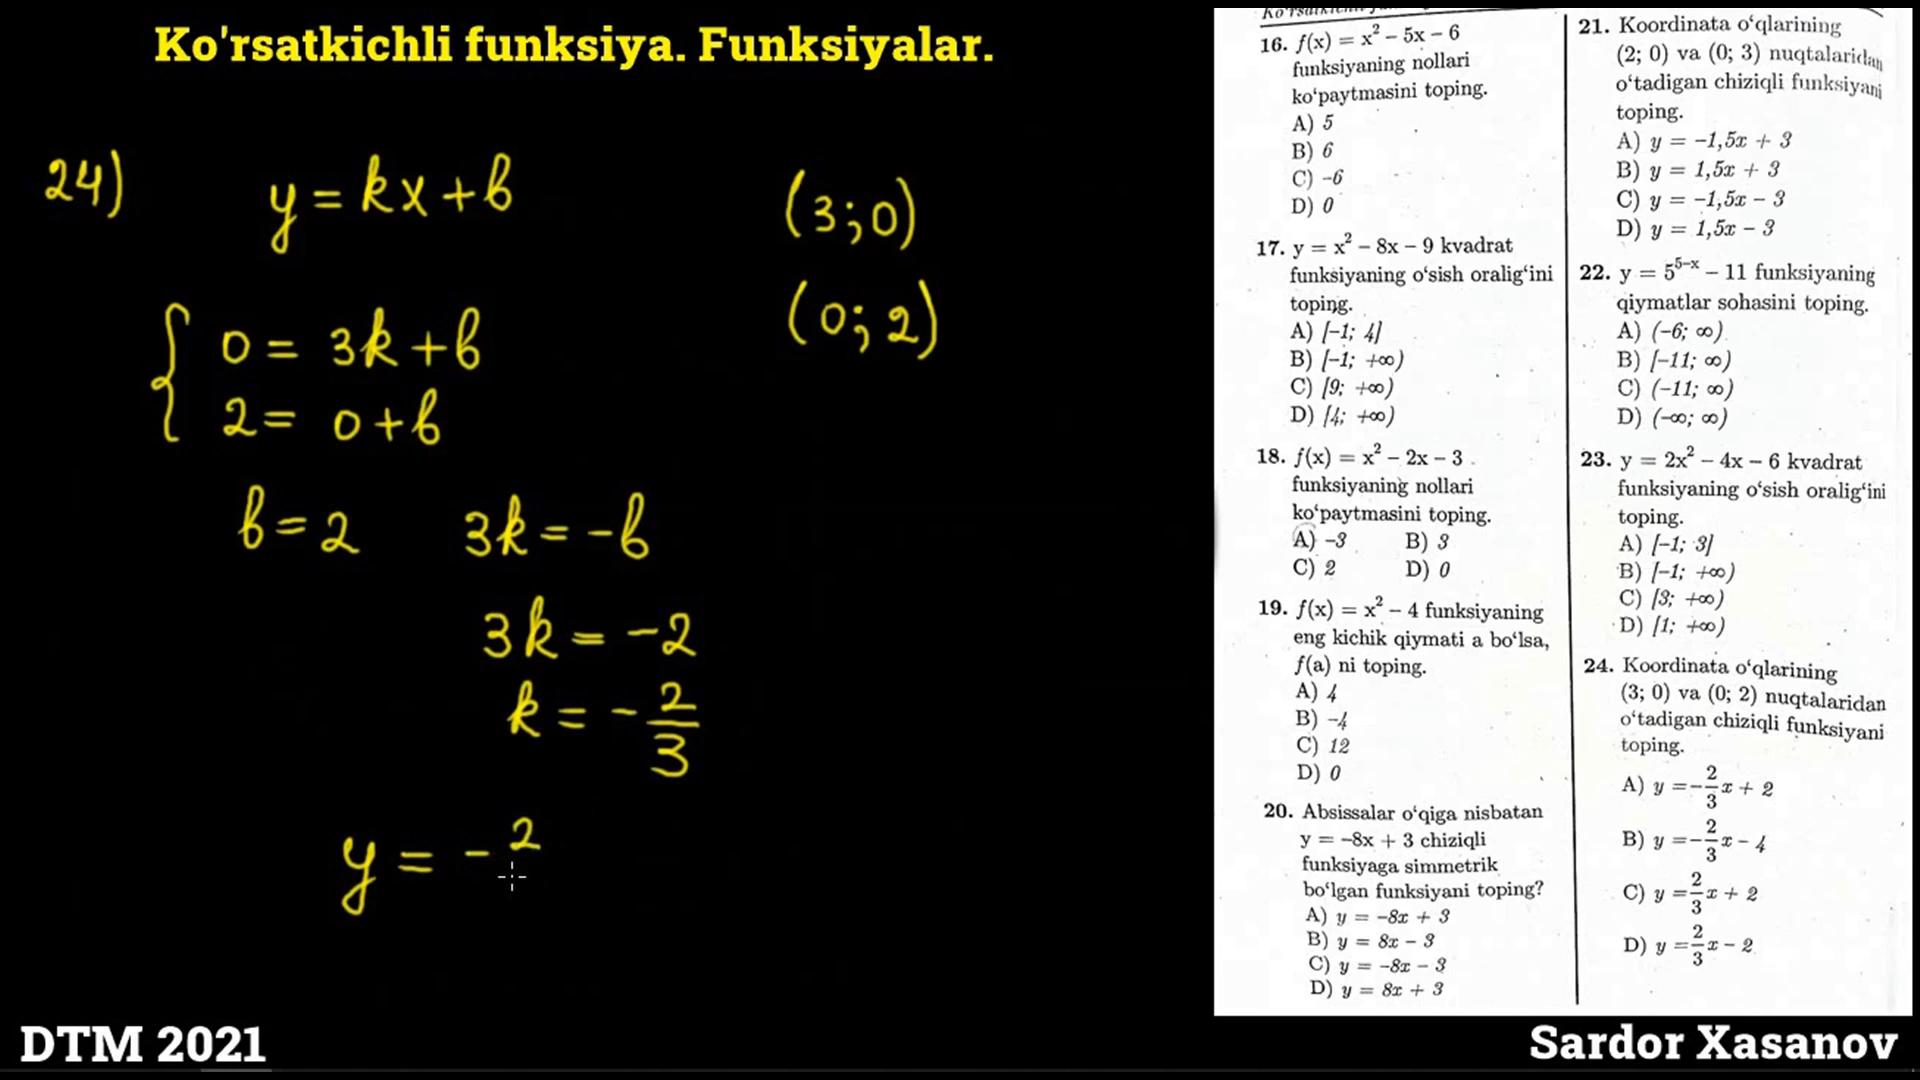 Ko'rsatkichli funksiya. Funksiyalar.
24)
y = kx + b
(3; 0)
(0; 2)
0 = 3k + b
2 = 0 + b
b = 2
3k = -b
3k = -2
k = -2/3
y = -2
DTM 2021
16. f(x) = x² – 5x – 6
funksiyaning nollari
ko‘paytmasini toping.
A) 5
B) 6
C) –6
D) 0
17. y = x² – 8x – 9 kvadrat
funksiyaning o‘sish oralig‘ini
toping.
A) [–1; 4]
B) [–1; +∞)
C) [9; +∞)
D) [4; +∞)
18. f(x) = x² – 2x – 3
funksiyaning nollari
ko‘paytmasini toping.
A) –3 B) 3
C) 2 D) 0
19. f(x) = x² – 4 funksiyaning
eng kichik qiymati a bo‘lsa,
f(a) ni toping.
A) 4
B) –4
C) 12
D) 0
20. Absissalar o‘qiga nisbatan
y = –8x + 3 chiziqli
funksiyaga simmetrik
bo‘lgan funksiyani toping?
A) y = –8x + 3
B) y = 8x – 3
C) y = –8x – 3
D) y = 8x + 3
21. Koordinata o‘qlarining
(2; 0) va (0; 3) nuqtalaridan
o‘tadigan chiziqli funksiyani
toping.
A) y = –1,5x + 3
B) y = 1,5x + 3
C) y = –1,5x – 3
D) y = 1,5x – 3
22. y = 5⁵⁻ˣ – 11 funksiyaning
qiymatlar sohasini toping.
A) (–6; ∞)
B) [–11; ∞)
C) (–11; ∞)
D) (–∞; ∞)
23. y = 2x² – 4x – 6 kvadrat
funksiyaning o‘sish oralig‘ini
toping.
A) [–1; 3]
B) [–1; +∞)
C) [3; +∞)
D) [1; +∞)
24. Koordinata o‘qlarining
(3; 0) va (0; 2) nuqtalaridan
o‘tadigan chiziqli funksiyani
toping.
A) y = –2/3x + 2
B) y = –2/3x – 4
C) y = 2/3x + 2
D) y = 2/3x – 2
Sardor Xasanov